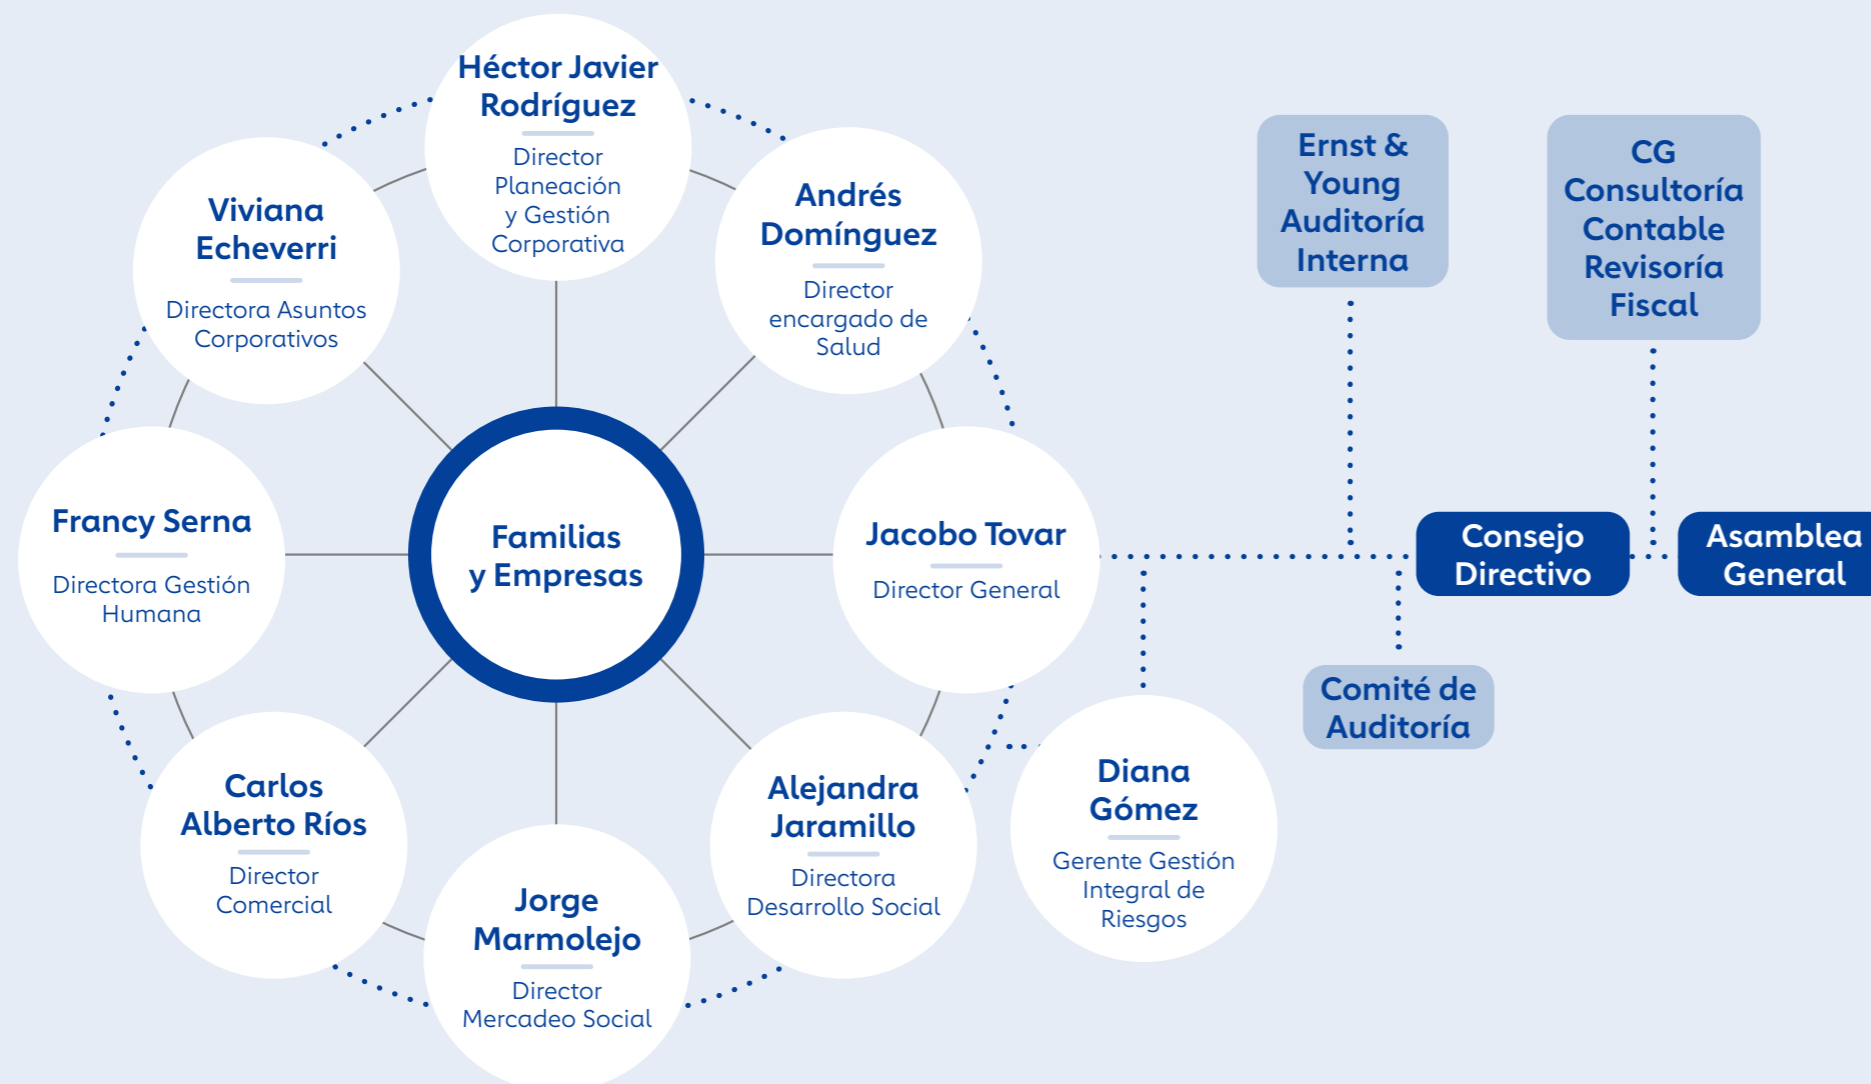 Héctor Javier
Rodríguez
Director
Planeación
y Gestión
Corporativa
Viviana
Echeverri
Directora Asuntos
Corporativos
Andrés
Domínguez
Director
encargado de
Salud
Ernst &
Young
Auditoría
Interna
CG
Consultoría
Contable
Revisoría
Fiscal
Francy Serna
Directora Gestión
Humana
Familias
y Empresas
Jacobo Tovar
Director General
Consejo
Directivo
Asamblea
General
Comité de
Auditoría
Carlos
Alberto Ríos
Director
Comercial
Jorge
Marmolejo
Director
Mercadeo Social
Alejandra
Jaramillo
Directora
Desarrollo Social
Diana
Gómez
Gerente Gestión
Integral de
Riesgos